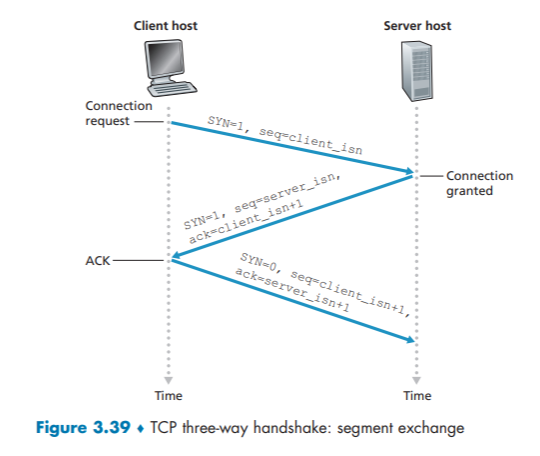 Client host
Server host
Connection
request
SYN=1, seq=client_isn
Connection
granted
SYN=1, seq=server_isn,
ack=client_isn+1
ACK
SYN=0, seq=client_isn+1,
ack=server_isn+1
Time
Time
Figure 3.39 ♦ TCP three-way handshake: segment exchange